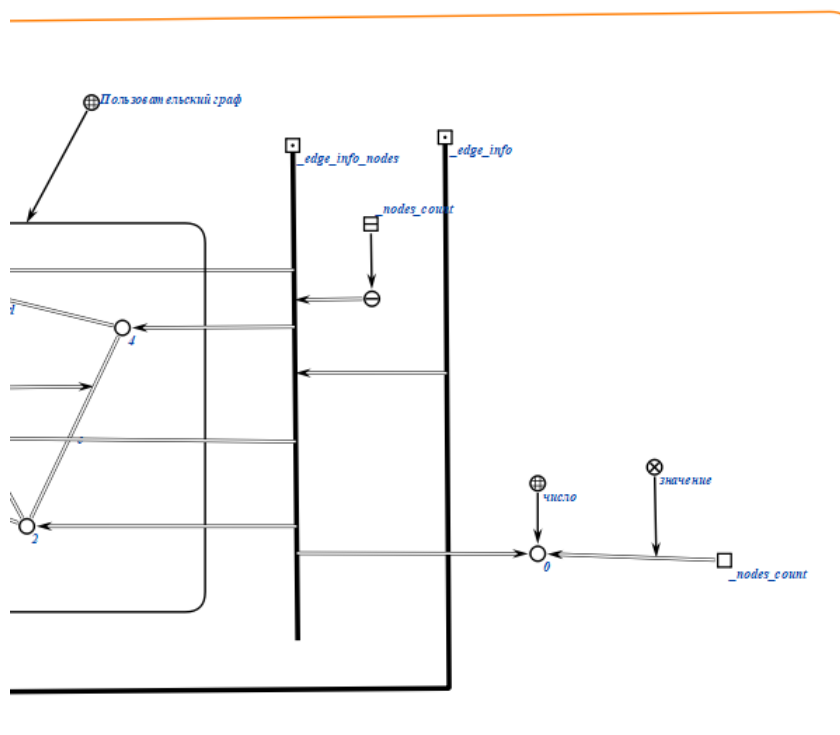 Пользовательский граф
_edge_info_nodes
_edge_info
_nodes_count
4
2
число
значение
0
_nodes_count